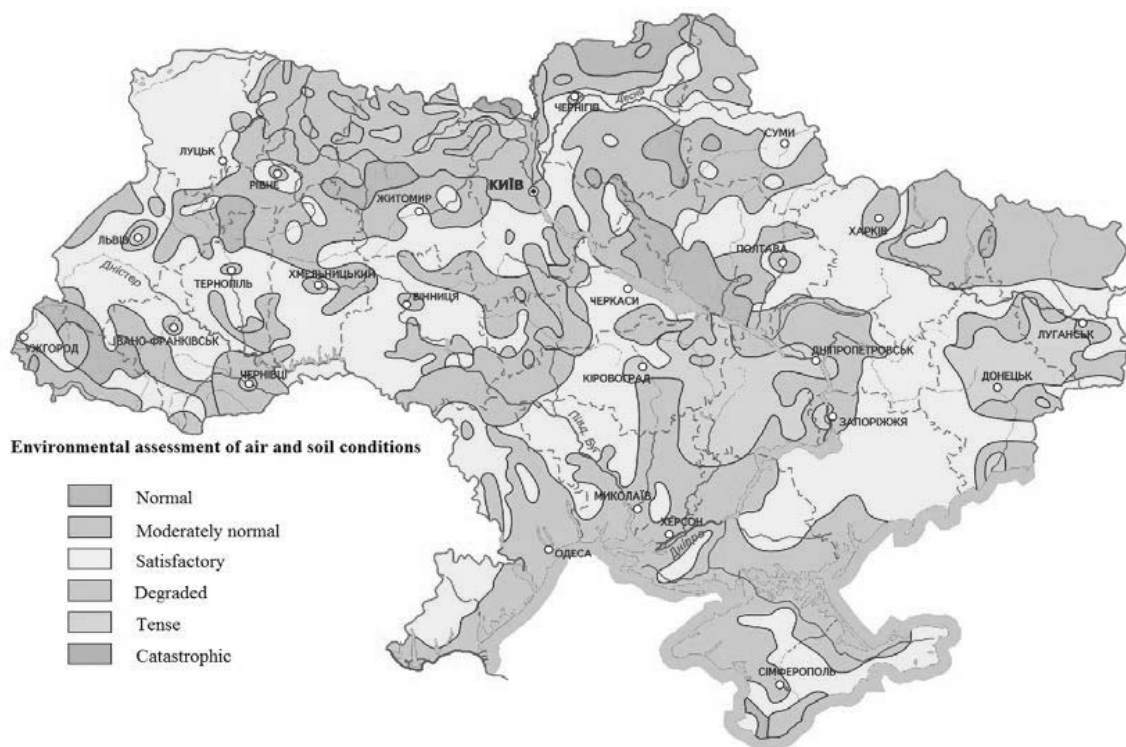 ЧЕРНІГІВ
Десна
СУМИ
ЛУЦЬК
РІВНЕ
КИЇВ
ЖИТОМИР
ЛЬВІВ
ХАРКІВ
ПОЛТАВА
Дністер
ТЕРНОПІЛЬ
ХМЕЛЬНИЦЬКИЙ
ВІННИЦЯ
ЧЕРКАСИ
УЖГОРОД
ІВАНО-ФРАНКІВСЬК
ЛУГАНСЬК
ДНІПРОПЕТРОВСЬК
ЧЕРНІВЦІ
КІРОВОГРАД
ДОНЕЦЬК
ЗАПОРІЖЖЯ
Півд. Буг
Environmental assessment of air and soil conditions
Normal
Moderately normal
Satisfactory
Degraded
Tense
Catastrophic
МИКОЛАЇВ
ХЕРСОН
Дніпро
ОДЕСА
СІМФЕРОПОЛЬ